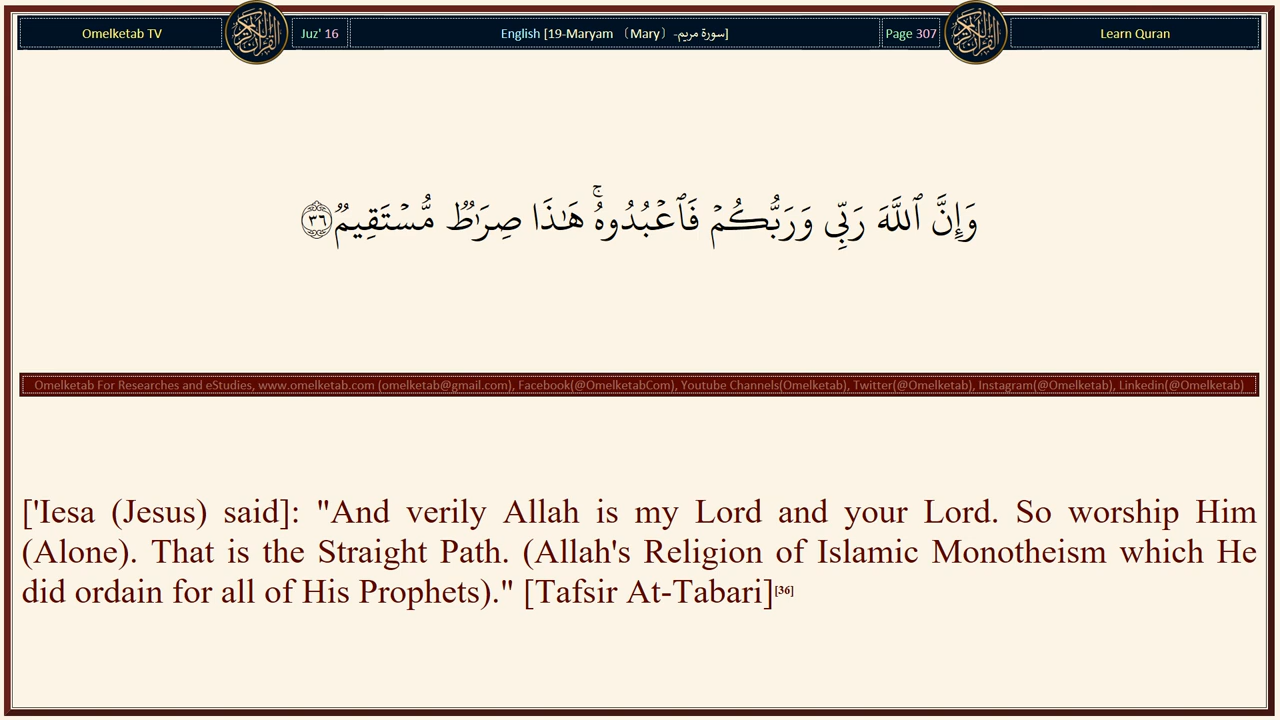 Omelketab TV
Juz' 16
English [19-Maryam 〔Mary〕 -سورة مريم]
Page 307
Learn Quran
وَإِنَّ ٱللَّهَ رَبِّي وَرَبُّكُمۡ فَٱعۡبُدُوهُۚ هَٰذَا صِرَٰطٞ مُّسۡتَقِيمٞ ٣٦
Omelketab For Researches and eStudies, www.omelketab.com (omelketab@gmail.com), Facebook(@OmelketabCom), Youtube Channels(Omelketab), Twitter(@Omelketab), Instagram(@Omelketab), Linkedin(@Omelketab)
['Iesa (Jesus) said]: "And verily Allah is my Lord and your Lord. So worship Him
(Alone). That is the Straight Path. (Allah's Religion of Islamic Monotheism which He
did ordain for all of His Prophets)." [Tafsir At-Tabari][36]